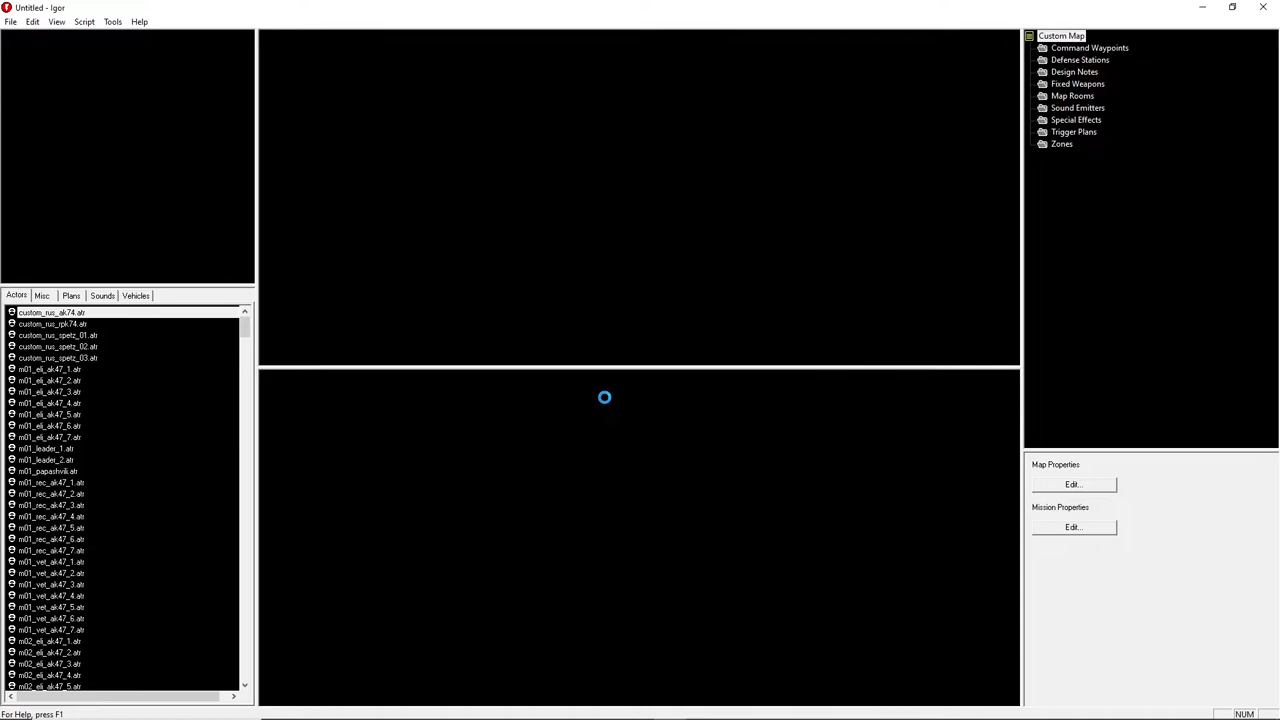 Untitled - Igor
File Edit View Script Tools Help
Custom Map
Command Waypoints
Defense Stations
Design Notes
Fixed Weapons
Map Rooms
Sound Emitters
Special Effects
Trigger Plans
Zones
Actors Misc Plans Sounds Vehicles
custom_rus_ak74.atr
custom_rus_rpk74.atr
custom_rus_spetz_01.atr
custom_rus_spetz_02.atr
custom_rus_spetz_03.atr
m01_eli_ak47_1.atr
m01_eli_ak47_2.atr
m01_eli_ak47_3.atr
m01_eli_ak47_4.atr
m01_eli_ak47_5.atr
m01_eli_ak47_6.atr
m01_eli_ak47_7.atr
m01_leader_1.atr
m01_leader_2.atr
m01_papashvili.atr
m01_rec_ak47_1.atr
m01_rec_ak47_2.atr
m01_rec_ak47_3.atr
m01_rec_ak47_4.atr
m01_rec_ak47_5.atr
m01_rec_ak47_6.atr
m01_rec_ak47_7.atr
m01_vet_ak47_1.atr
m01_vet_ak47_2.atr
m01_vet_ak47_3.atr
m01_vet_ak47_4.atr
m01_vet_ak47_5.atr
m01_vet_ak47_6.atr
m01_vet_ak47_7.atr
m02_eli_ak47_1.atr
m02_eli_ak47_2.atr
m02_eli_ak47_3.atr
m02_eli_ak47_4.atr
m02_eli_ak47_5.atr
Map Properties
Edit...
Mission Properties
Edit...
For Help, press F1
NUM